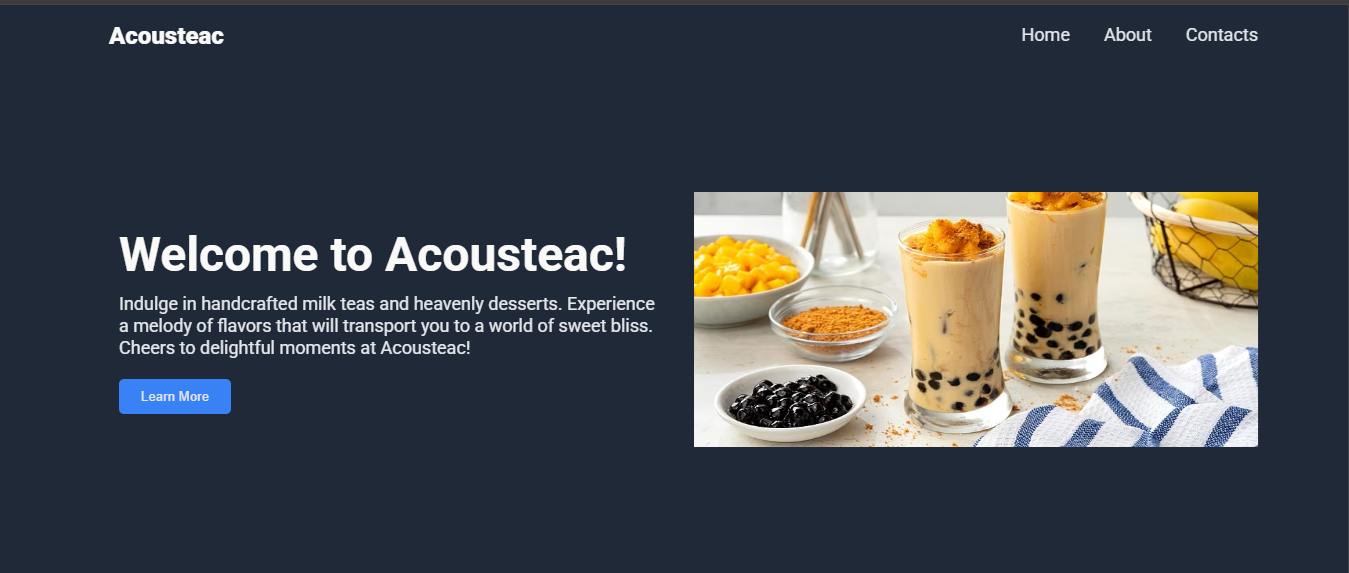 Acousteac
Home About Contacts
Welcome to Acousteac!
Indulge in handcrafted milk teas and heavenly desserts. Experience
a melody of flavors that will transport you to a world of sweet bliss.
Cheers to delightful moments at Acousteac!
Learn More